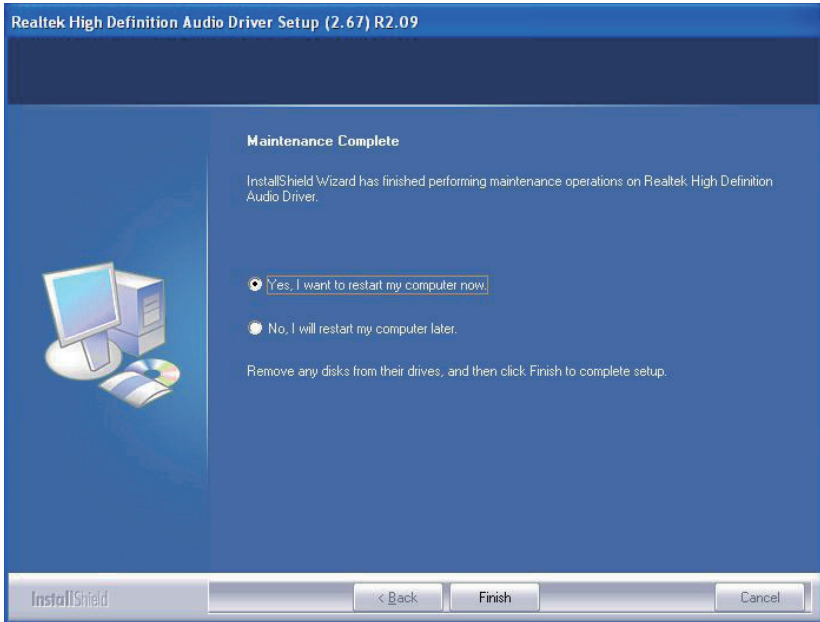 Realtek High Definition Audio Driver Setup (2.67) R2.09
Maintenance Complete
InstallShield Wizard has finished performing maintenance operations on Realtek High Definition
Audio Driver.
Yes, I want to restart my computer now.
No, I will restart my computer later.
Remove any disks from their drives, and then click Finish to complete setup.
InstallShield
< Back
Finish
Cancel